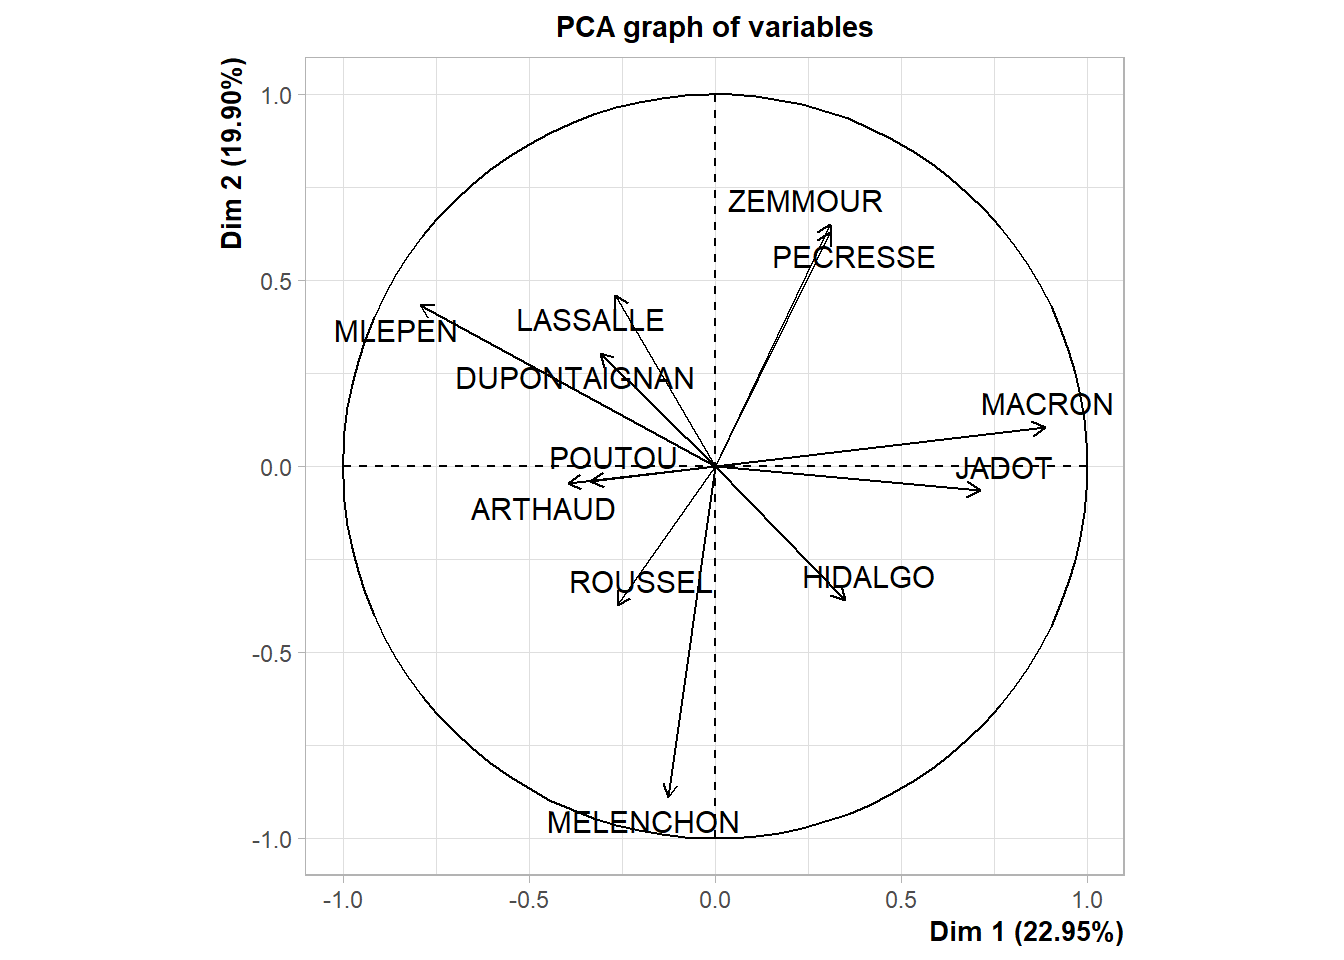 PCA graph of variables
Dim 2 (19.90%)
1.0
0.5
0.0
-0.5
-1.0
ZEMMOUR
PECRESSE
LASSALLE
MLEPEN
DUPONTAIGNAN
MACRON
POUTOU
JADOT
ARTHAUD
ROUSSEL
HIDALGO
MELENCHON
-1.0
-0.5
0.0
0.5
1.0
Dim 1 (22.95%)